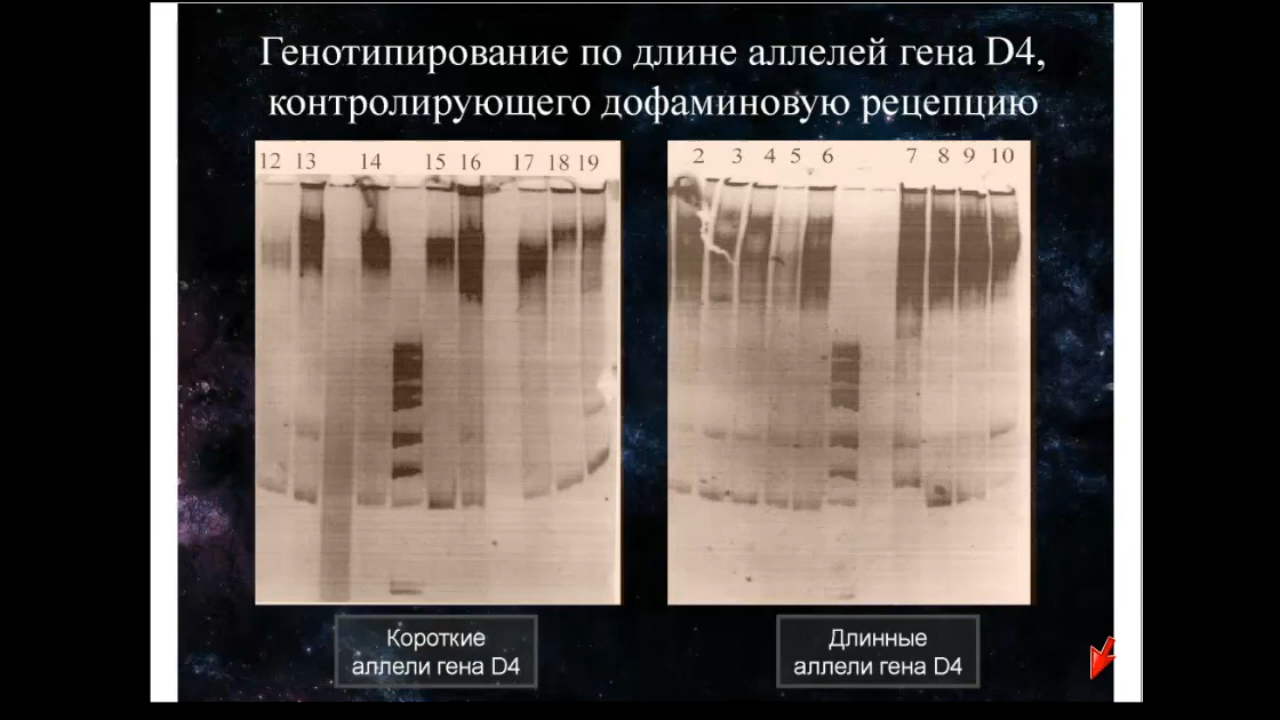 Генотипирование по длине аллелей гена D4,
контролирующего дофаминовую рецепцию
12 13 14 15 16 17 18 19
2 3 4 5 6 7 8 9 10
Короткие
аллели гена D4
Длинные
аллели гена D4